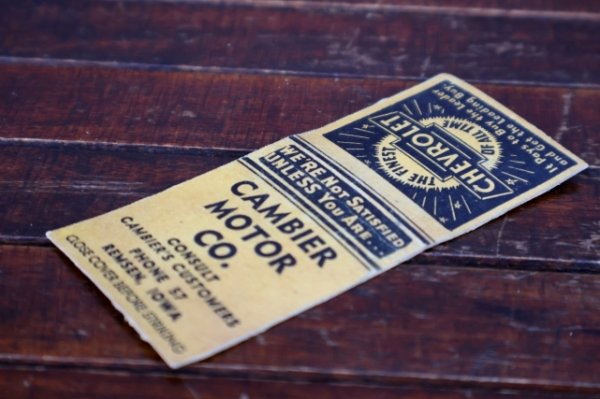 It Pays to Buy the Leader
and Get the Leading Buy.
THE FINEST
CHEVROLET
OF ALL TIME
WE'RE NOT SATISFIED
UNLESS YOU ARE...
CAMBIER
MOTOR
CO.
CONSULT
CAMBIER'S CUSTOMERS
PHONE 57
REMSEN, IOWA
CLOSE COVER BEFORE STRIKING